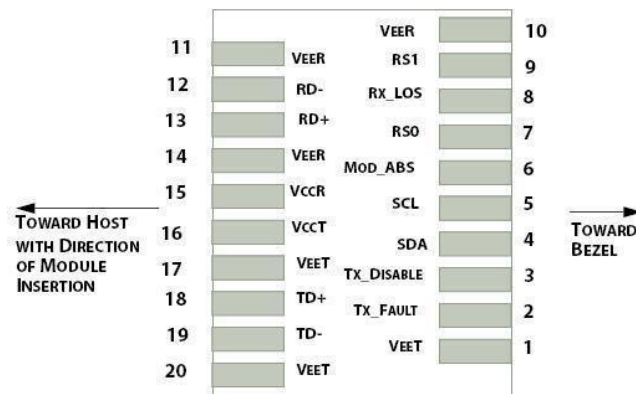 VEER 10
11 VEER
RS1 9
12 RD-
RX_LOS 8
13 RD+
RS0 7
14 VEER
MOD_ABS 6
15 VCCR
SCL 5
16 VCCT
SDA 4
17 VEET
TX_DISABLE 3
18 TD+
TX_FAULT 2
19 TD-
VEET 1
20 VEET
TOWARD HOST
WITH DIRECTION
OF MODULE
INSERTION
TOWARD
BEZEL